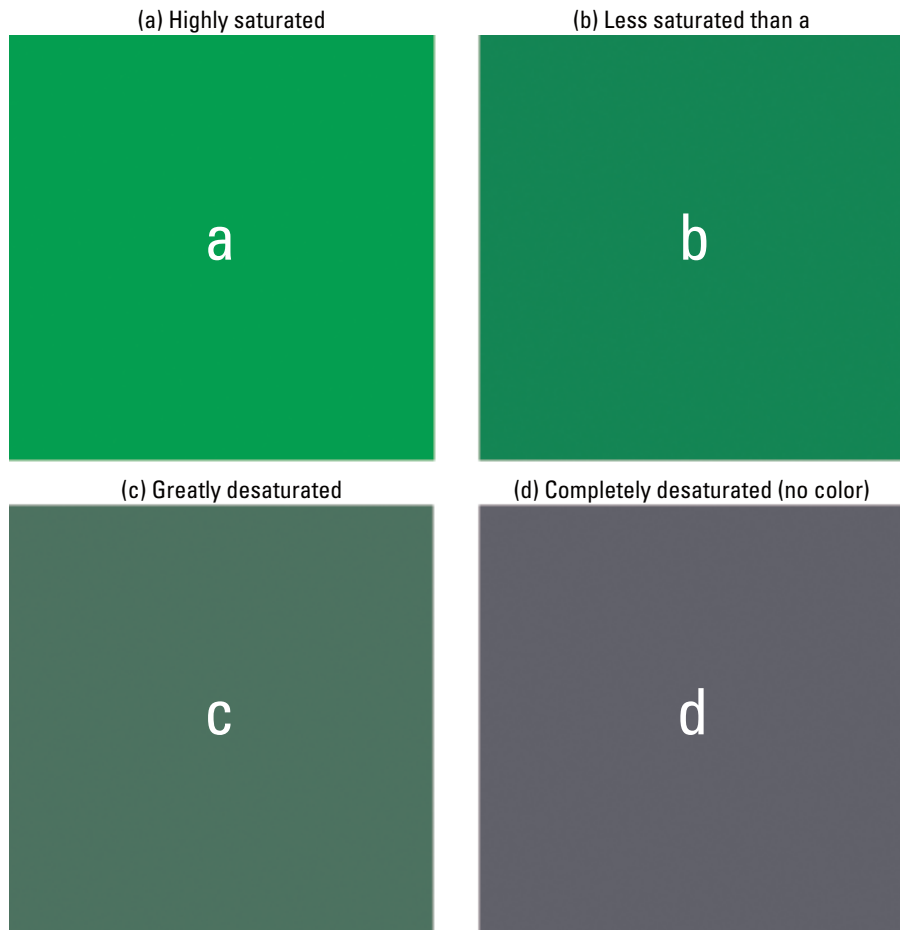 (a) Highly saturated
(b) Less saturated than a
a
b
(c) Greatly desaturated
(d) Completely desaturated (no color)
c
d